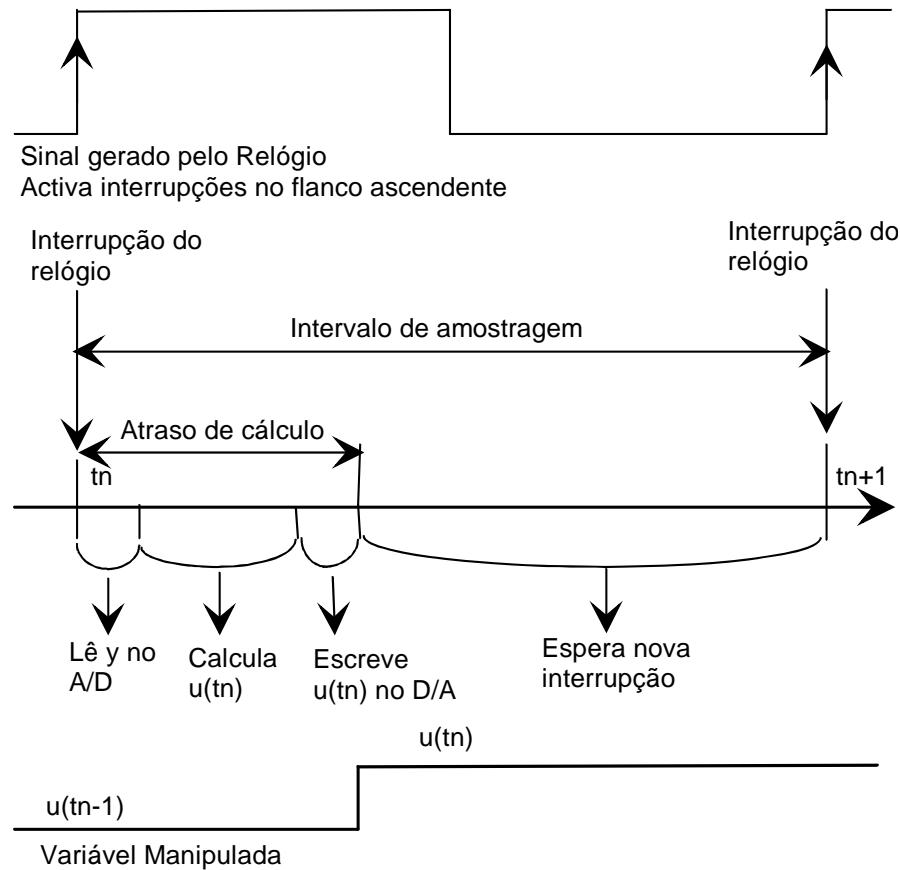 Sinal gerado pelo Relógio
Activa interrupções no flanco ascendente
Interrupção do
relógio
Interrupção do
relógio
Intervalo de amostragem
Atraso de cálculo
tn
tn+1
Lê y no
A/D
Calcula
u(tn)
Escreve
u(tn) no D/A
Espera nova
interrupção
u(tn)
u(tn-1)
Variável Manipulada